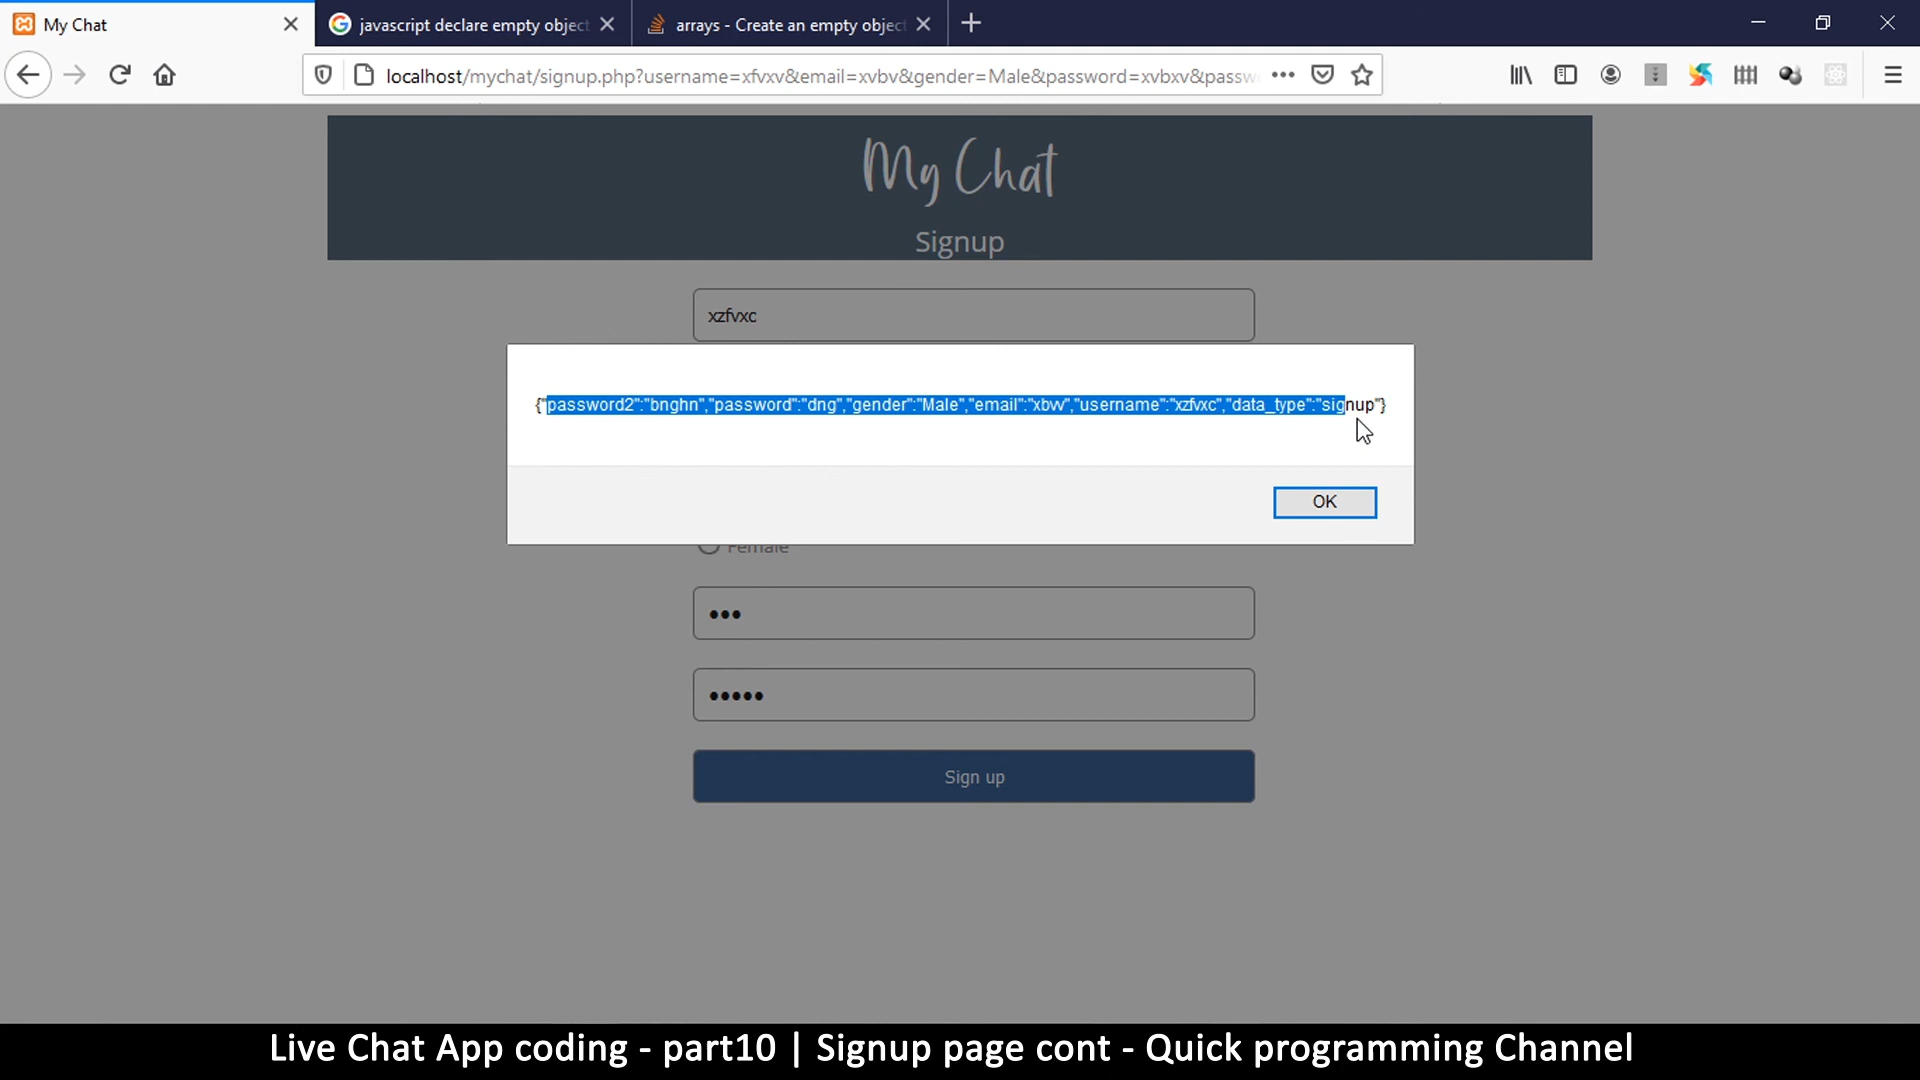 My Chat
javascript declare empty object
arrays - Create an empty objec
localhost/mychat/signup.php?username=xfvxv&email=xvbv&gender=Male&password=xvbxv&passw
My Chat
Signup
xzfvxc
{"password2":"bnghn","password":"dng","gender":"Male","email":"xbvv","username":"xzfvxc","data_type":"signup"}
OK
Female
Sign up
Live Chat App coding - part10 | Signup page cont - Quick programming Channel